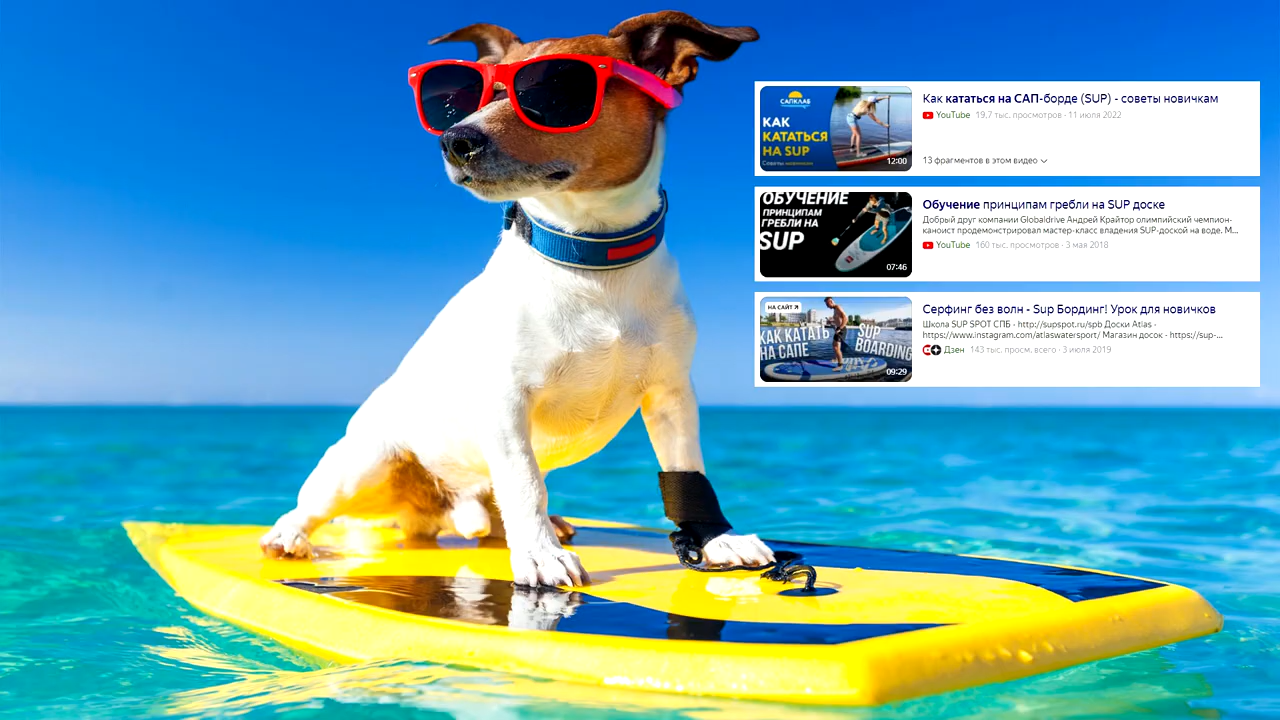 САПКЛАБ
КАК
КАТАТЬСЯ
НА SUP
Советы новичкам
12:00
Как кататься на САП-борде (SUP) - советы новичкам
YouTube 19,7 тыс. просмотров · 11 июля 2022
13 фрагментов в этом видео
ОБУЧЕНИЕ
ПРИНЦИПАМ
ГРЕБЛИ НА
SUP
07:46
Обучение принципам гребли на SUP доске
Добрый друг компании Globaldrive Андрей Крайтор олимпийский чемпион-
каноист продемонстрировал мастер-класс владения SUP-доской на воде. М...
YouTube 160 тыс. просмотров · 3 мая 2018
НА САЙТ
КАК КАТАТЬ SUP
НА САПЕ BOARDING
09:29
Серфинг без волн - Sup Бординг! Урок для новичков
Школа SUP SPOT СПБ - http://supspot.ru/spb Доски Atlas -
https://www.instagram.com/atlaswatersport/ Магазин досок - https://sup-...
Дзен 143 тыс. просм. всего · 3 июля 2019